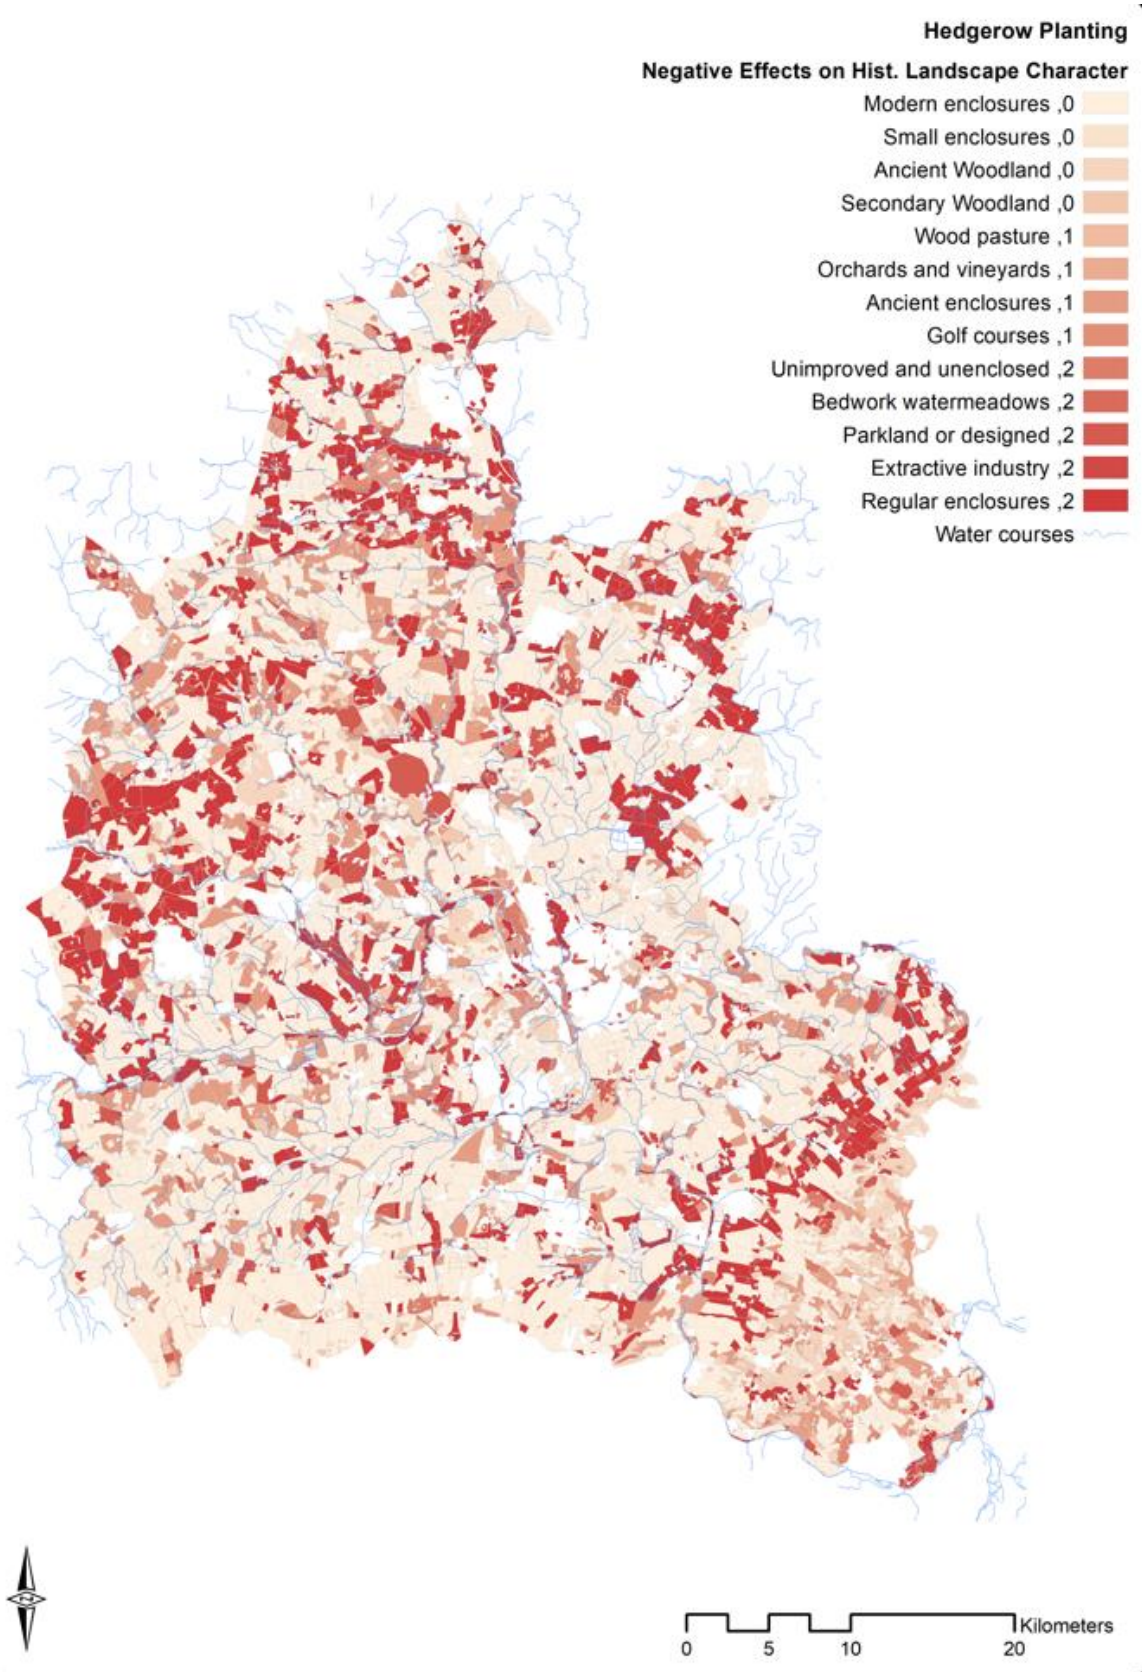 Hedgerow Planting
Negative Effects on Hist. Landscape Character
Modern enclosures ,0
Small enclosures ,0
Ancient Woodland ,0
Secondary Woodland ,0
Wood pasture ,1
Orchards and vineyards ,1
Ancient enclosures ,1
Golf courses ,1
Unimproved and unenclosed ,2
Bedwork watermeadows ,2
Parkland or designed ,2
Extractive industry ,2
Regular enclosures ,2
Water courses
N
Kilometers
0 5 10 20